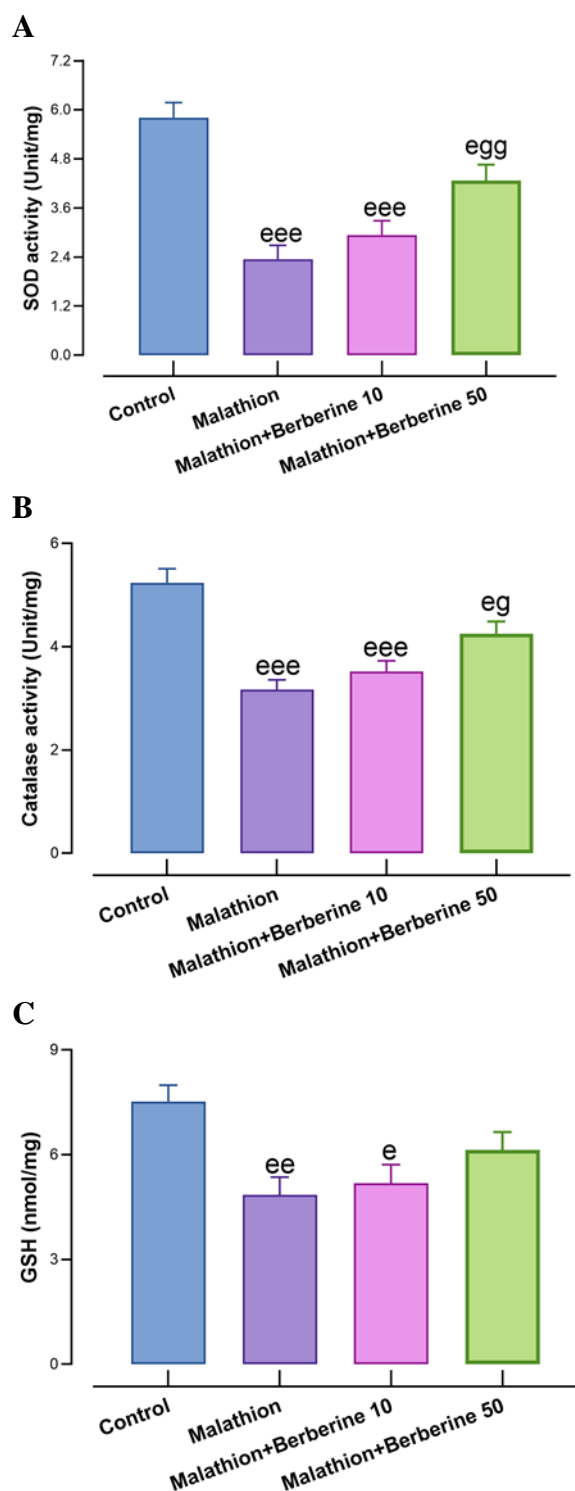 A
SOD activity (Unit/mg)
7.2
6.0
4.8
3.6
2.4
1.2
0.0
eee
eee
egg
Control
Malathion
Malathion+Berberine 10
Malathion+Berberine 50
B
Catalase activity (Unit/mg)
6
4
2
0
eee
eee
eg
Control
Malathion
Malathion+Berberine 10
Malathion+Berberine 50
C
GSH (nmol/mg)
9
6
3
0
ee
e
Control
Malathion
Malathion+Berberine 10
Malathion+Berberine 50